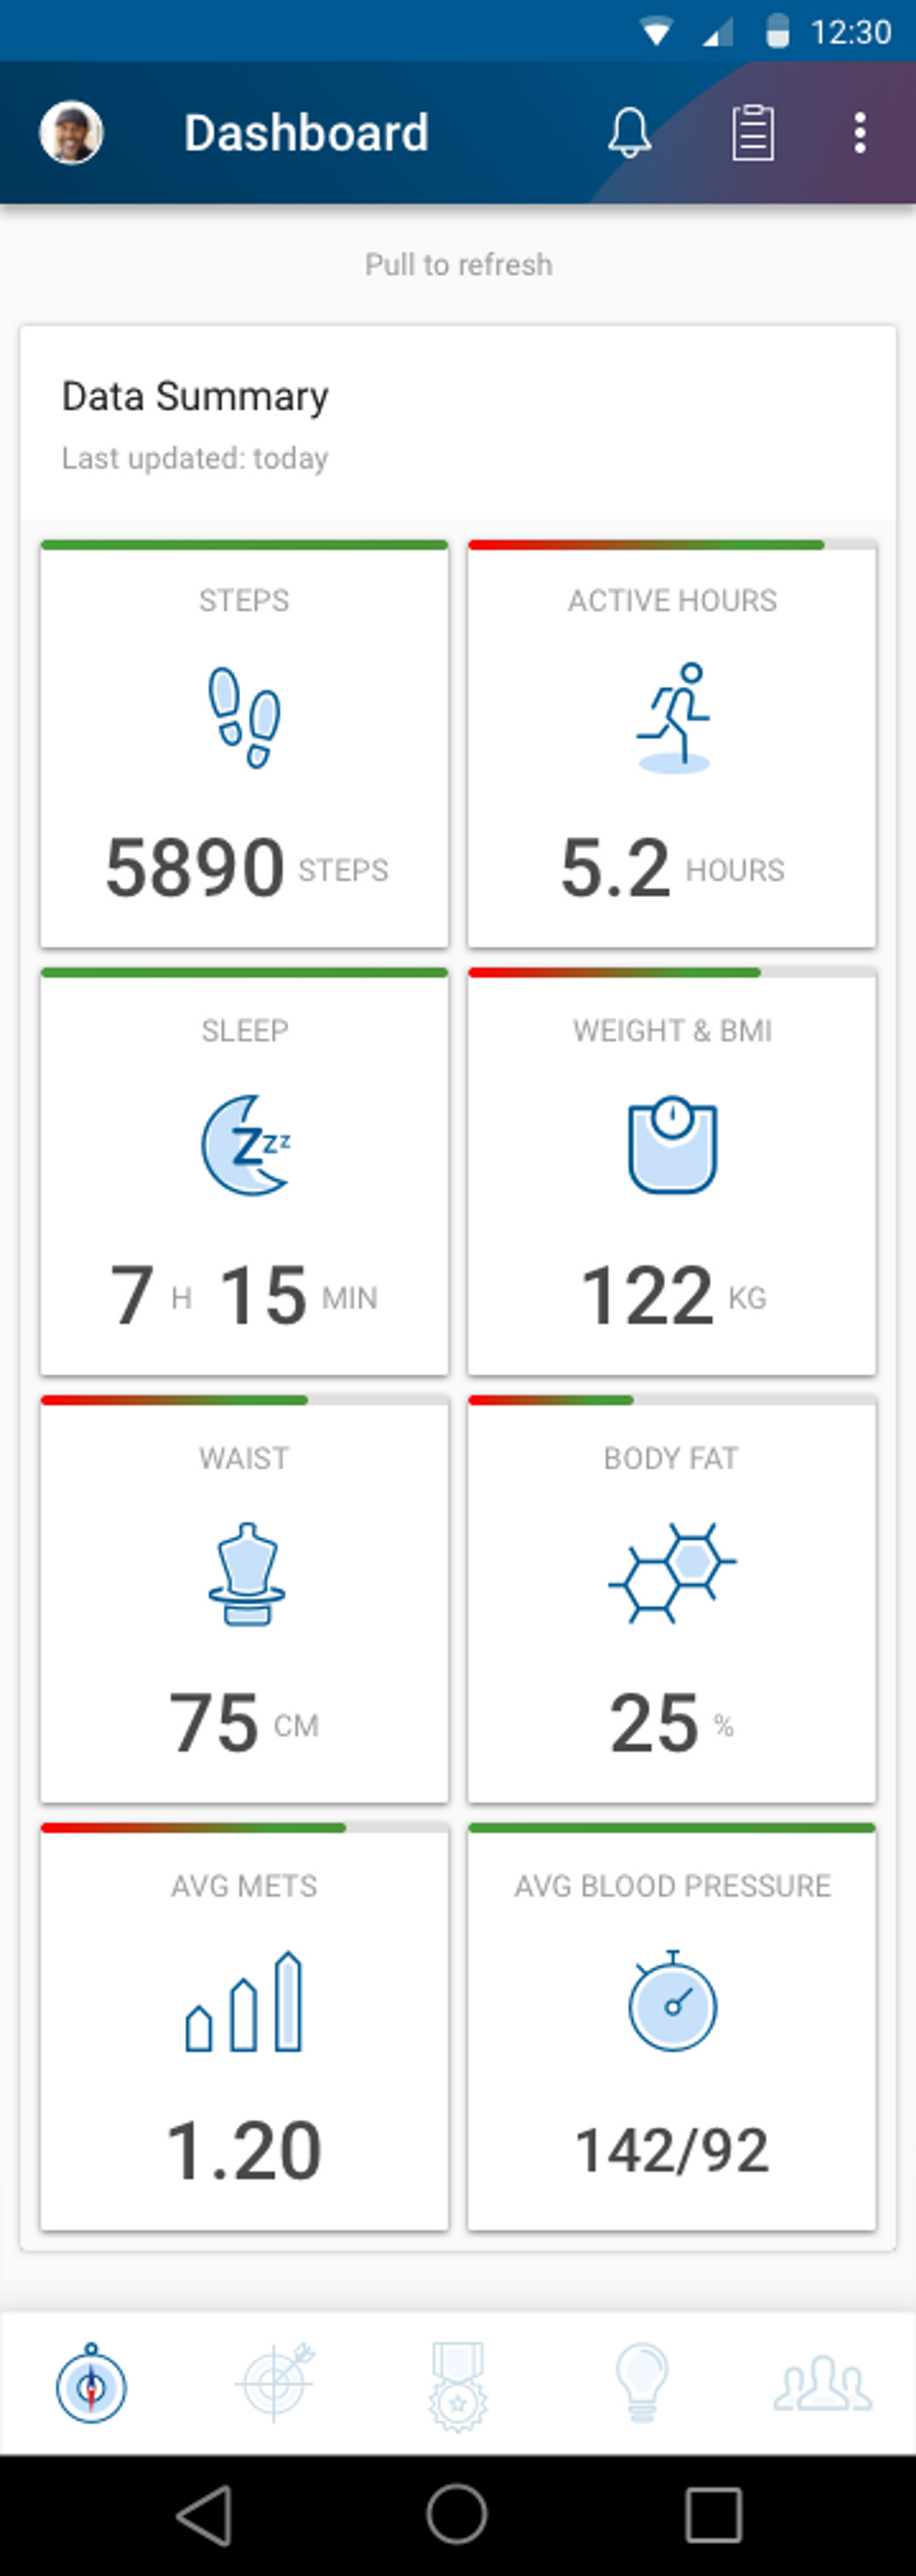 12:30
Dashboard
Pull to refresh
Data Summary
Last updated: today
STEPS
5890 STEPS
ACTIVE HOURS
5.2 HOURS
SLEEP
Zzz
7 H 15 MIN
WEIGHT & BMI
122 KG
WAIST
75 CM
BODY FAT
25 %
AVG METS
1.20
AVG BLOOD PRESSURE
142/92